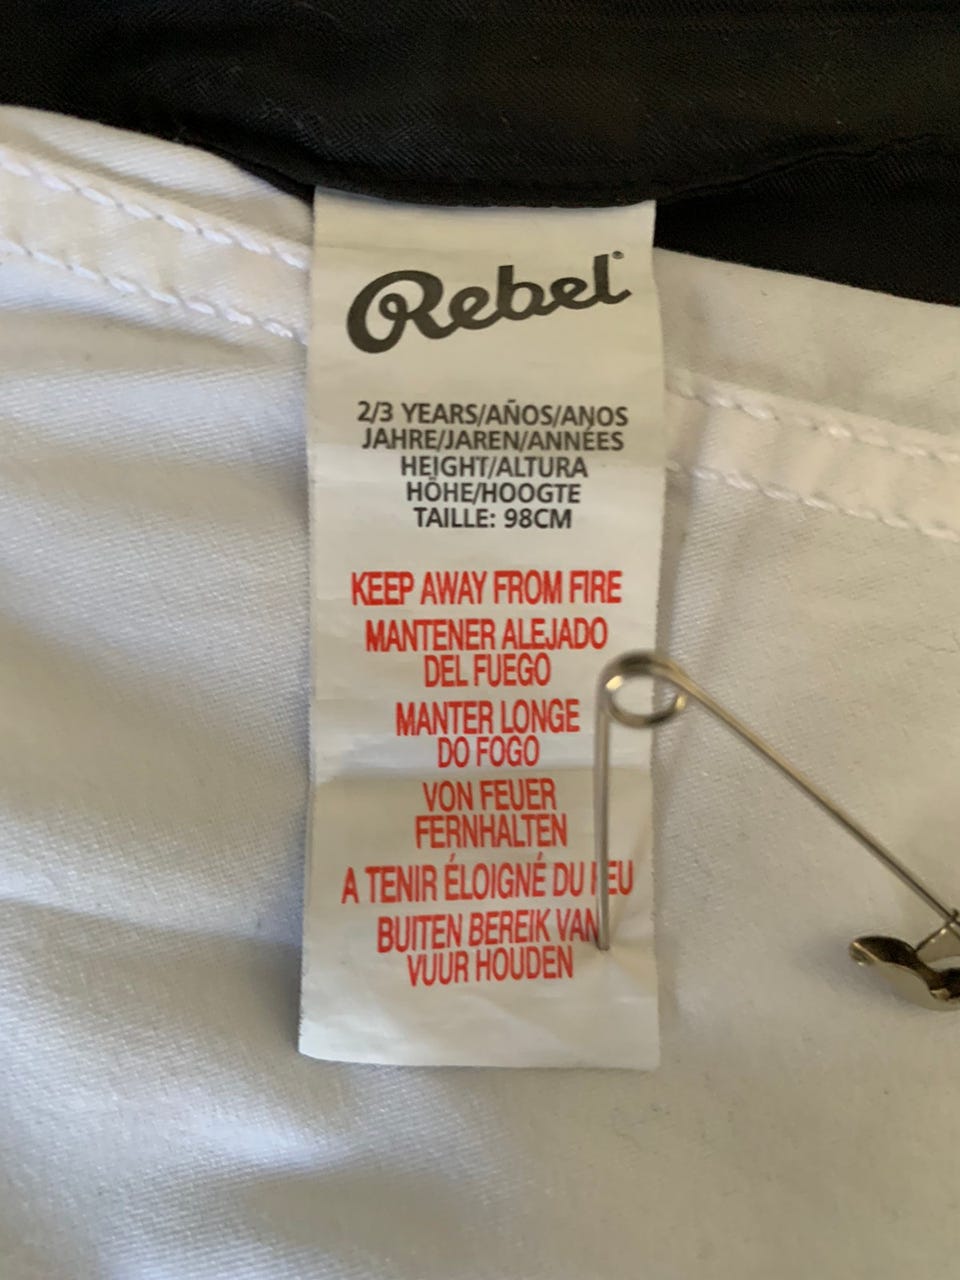 Rebel®
2/3 YEARS/AÑOS/ANOS
JAHRE/JAREN/ANNÉES
HEIGHT/ALTURA
HÖHE/HOOGTE
TAILLE: 98CM
KEEP AWAY FROM FIRE
MANTENER ALEJADO
DEL FUEGO
MANTER LONGE
DO FOGO
VON FEUER
FERNHALTEN
A TENIR ÉLOIGNÉ DU FEU
BUITEN BEREIK VAN
VUUR HOUDEN